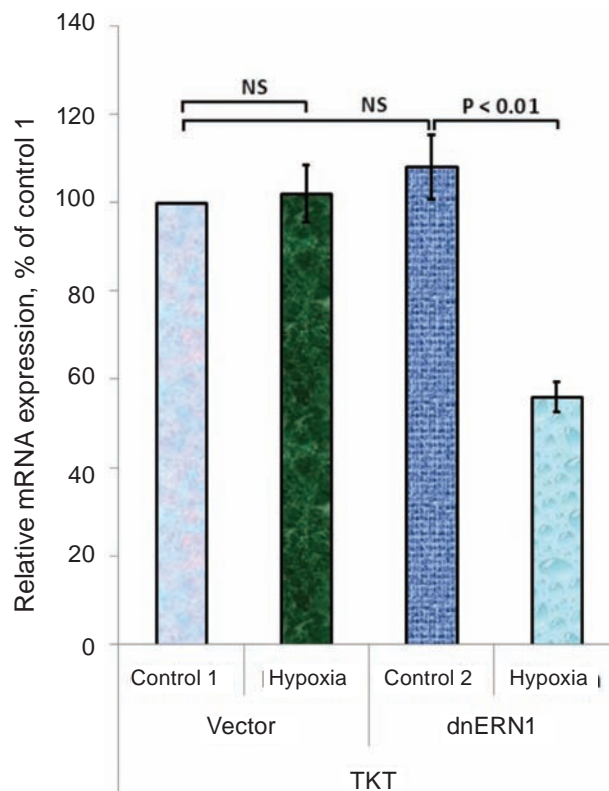 Relative mRNA expression, % of control 1
140
120
100
80
60
40
20
0
NS
NS
P < 0.01
Control 1 Hypoxia Control 2 Hypoxia
Vector dnERN1
TKT